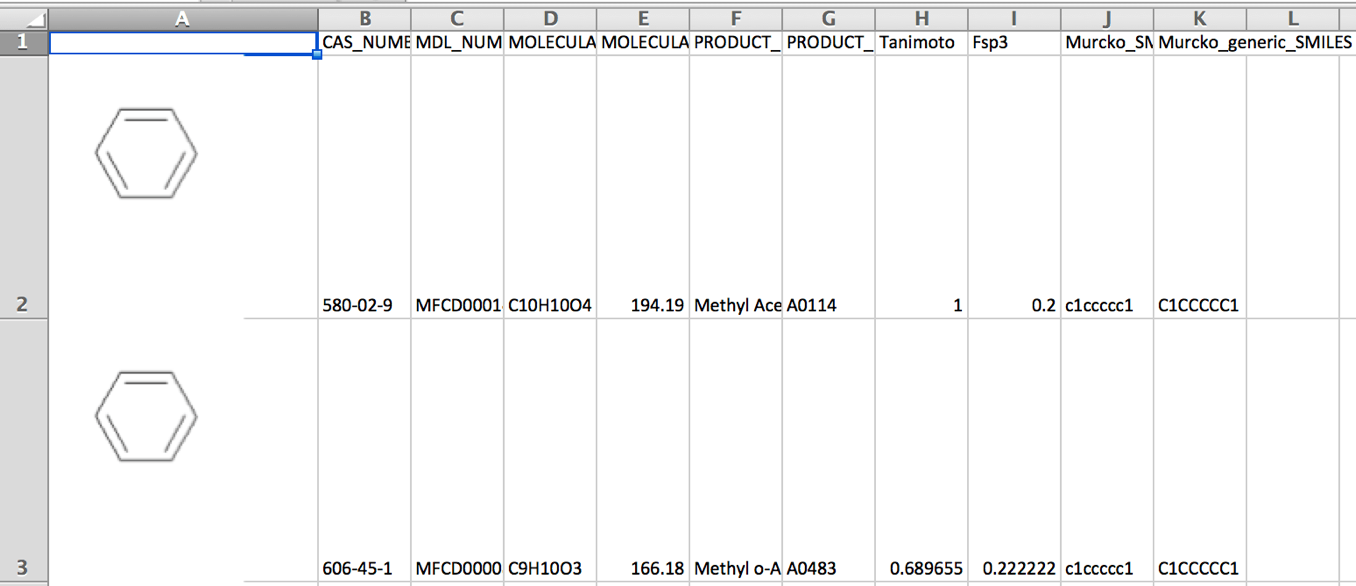 A B C D E F G H I J K L
1 CAS_NUME MDL_NUM MOLECULA MOLECULA PRODUCT_ PRODUCT_ Tanimoto Fsp3 Murcko_SM Murcko_generic_SMILES
2 580-02-9 MFCD0001 C10H10O4 194.19 Methyl Ace A0114 1 0.2 c1ccccc1 C1CCCCC1
3 606-45-1 MFCD0000 C9H10O3 166.18 Methyl o-A A0483 0.689655 0.222222 c1ccccc1 C1CCCCC1